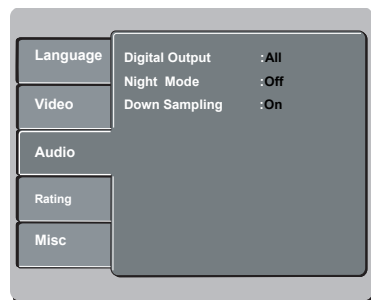 Language
Video
Audio
Rating
Misc
Digital Output :All
Night Mode :Off
Down Sampling :On